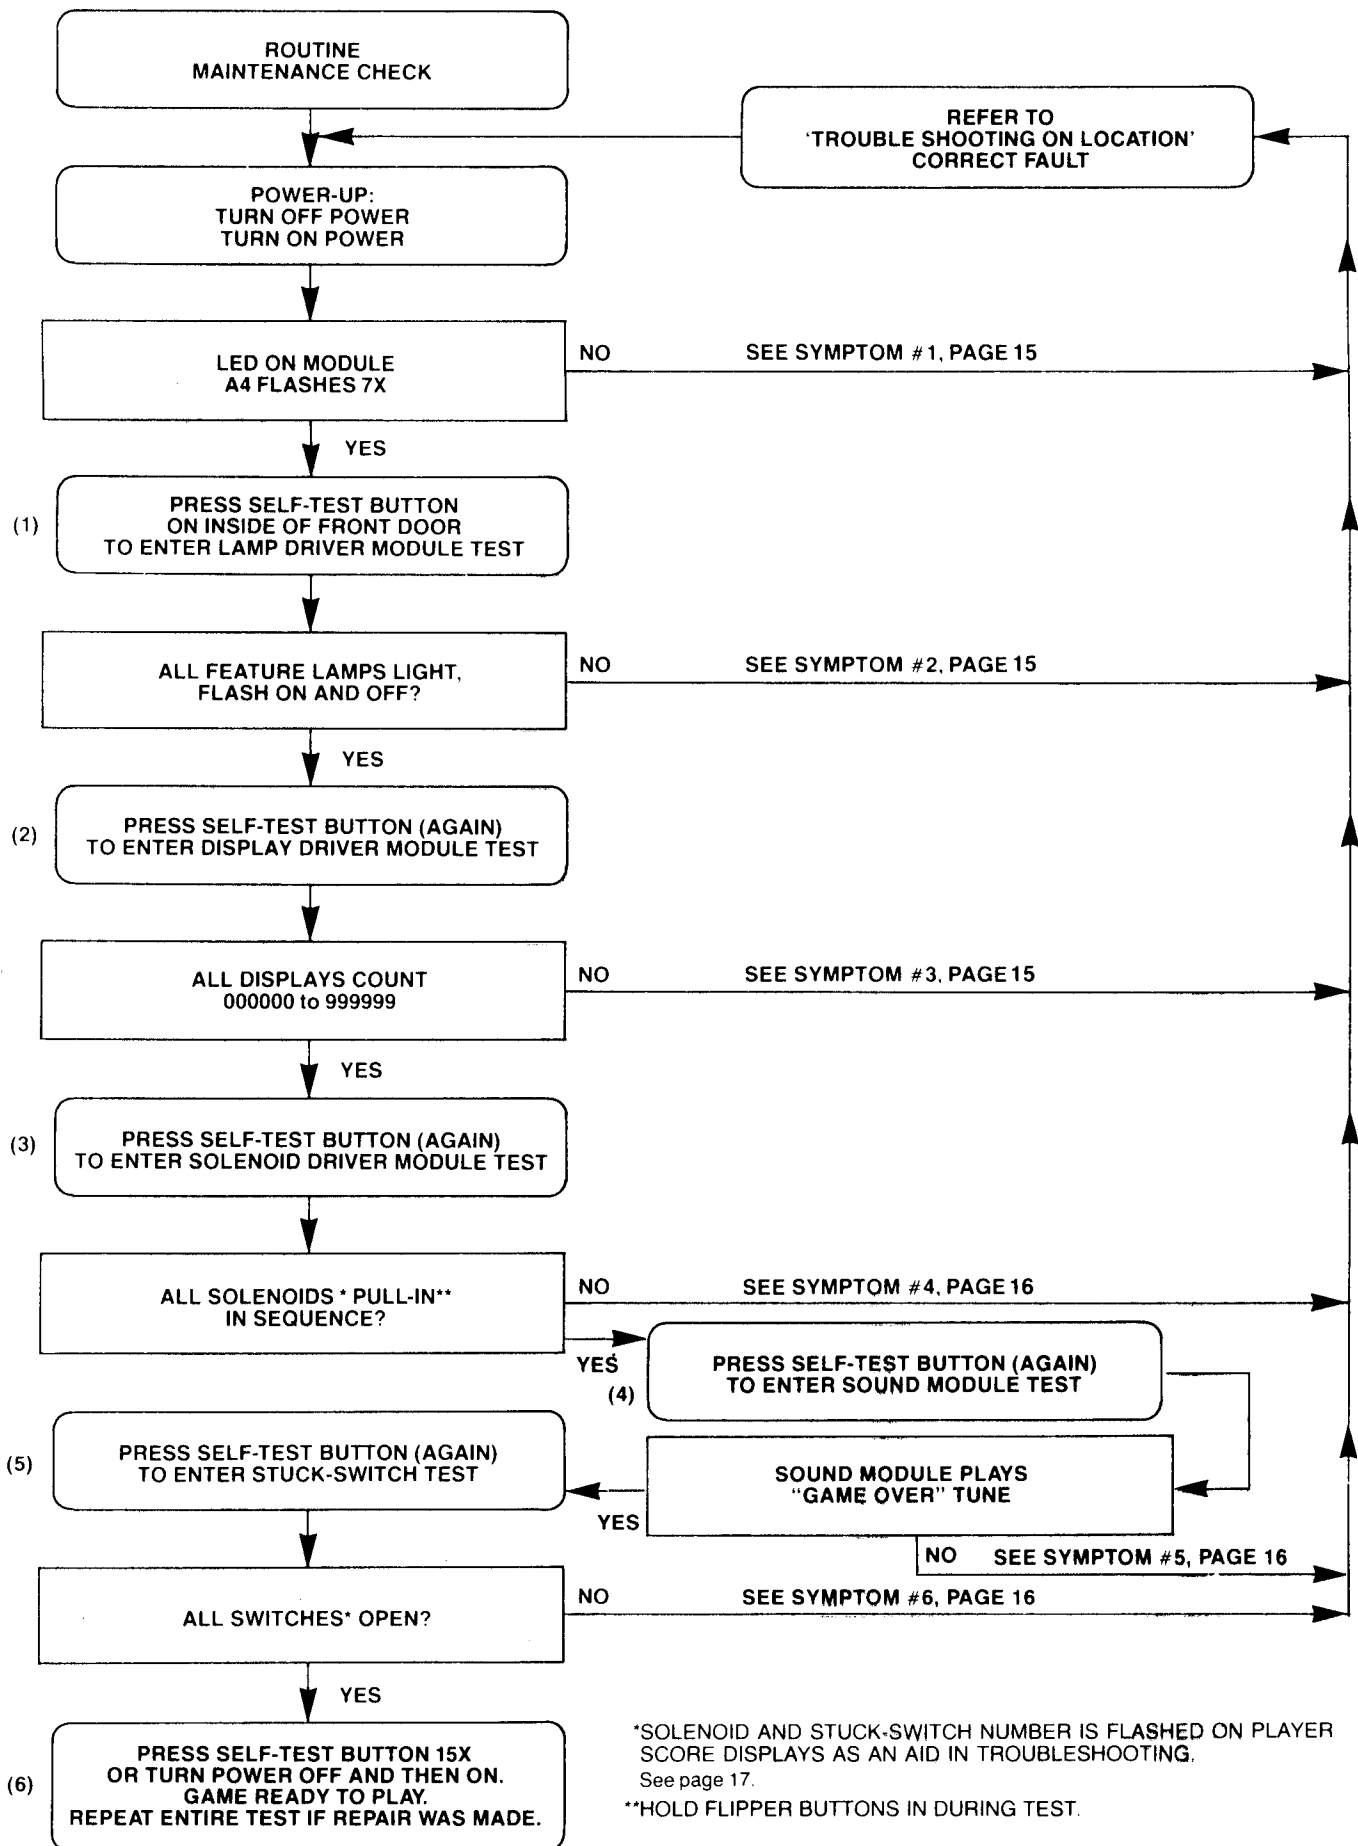 ROUTINE
MAINTENANCE CHECK
REFER TO
'TROUBLE SHOOTING ON LOCATION'
CORRECT FAULT
POWER-UP:
TURN OFF POWER
TURN ON POWER
LED ON MODULE
A4 FLASHES 7X
NO
SEE SYMPTOM #1, PAGE 15
YES
(1)
PRESS SELF-TEST BUTTON
ON INSIDE OF FRONT DOOR
TO ENTER LAMP DRIVER MODULE TEST
ALL FEATURE LAMPS LIGHT,
FLASH ON AND OFF?
NO
SEE SYMPTOM #2, PAGE 15
YES
(2)
PRESS SELF-TEST BUTTON (AGAIN)
TO ENTER DISPLAY DRIVER MODULE TEST
ALL DISPLAYS COUNT
000000 to 999999
NO
SEE SYMPTOM #3, PAGE 15
YES
(3)
PRESS SELF-TEST BUTTON (AGAIN)
TO ENTER SOLENOID DRIVER MODULE TEST
ALL SOLENOIDS * PULL-IN**
IN SEQUENCE?
NO
SEE SYMPTOM #4, PAGE 16
YES
(4)
PRESS SELF-TEST BUTTON (AGAIN)
TO ENTER SOUND MODULE TEST
SOUND MODULE PLAYS
"GAME OVER" TUNE
YES
NO
SEE SYMPTOM #5, PAGE 16
(5)
PRESS SELF-TEST BUTTON (AGAIN)
TO ENTER STUCK-SWITCH TEST
ALL SWITCHES* OPEN?
NO
SEE SYMPTOM #6, PAGE 16
YES
(6)
PRESS SELF-TEST BUTTON 15X
OR TURN POWER OFF AND THEN ON.
GAME READY TO PLAY.
REPEAT ENTIRE TEST IF REPAIR WAS MADE.
*SOLENOID AND STUCK-SWITCH NUMBER IS FLASHED ON PLAYER
SCORE DISPLAYS AS AN AID IN TROUBLESHOOTING.
See page 17.
**HOLD FLIPPER BUTTONS IN DURING TEST.